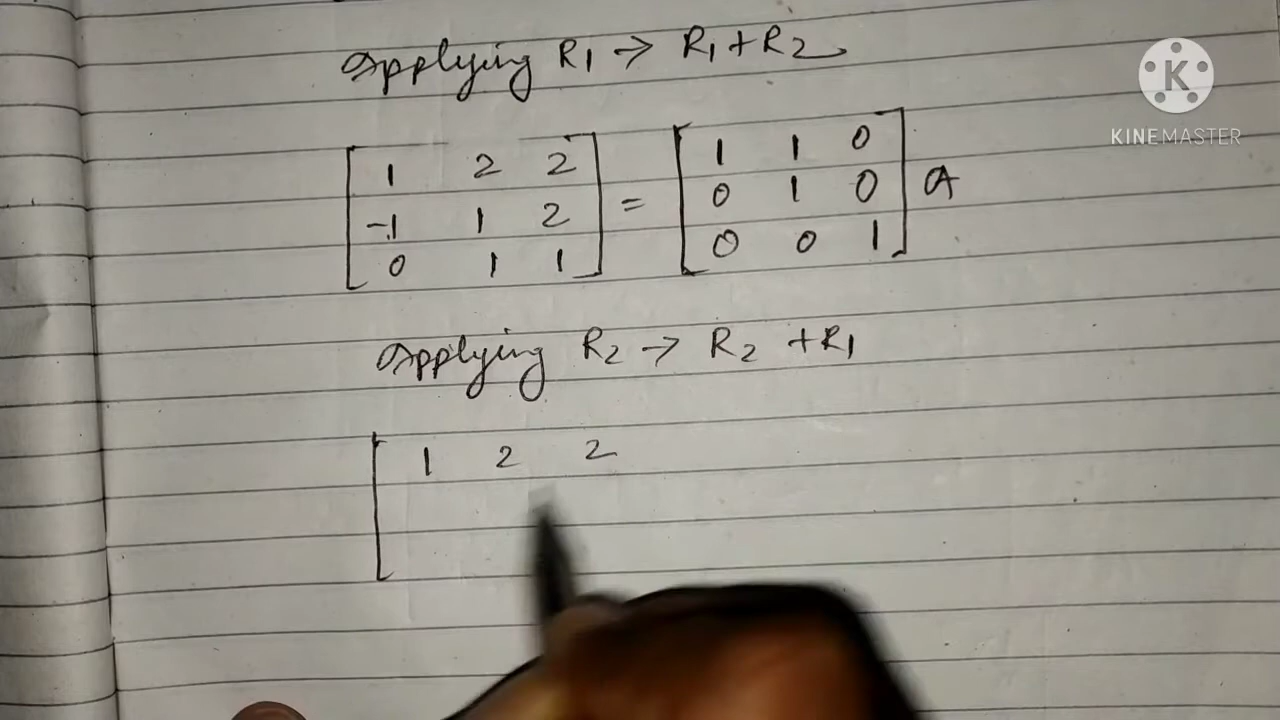 Applying R1 → R1 + R2
K
KINEMASTER
1 2 2 1 1 0
-1 1 2 = 0 1 0 A
0 1 1 0 0 1
Applying R2 → R2 + R1
1 2 2